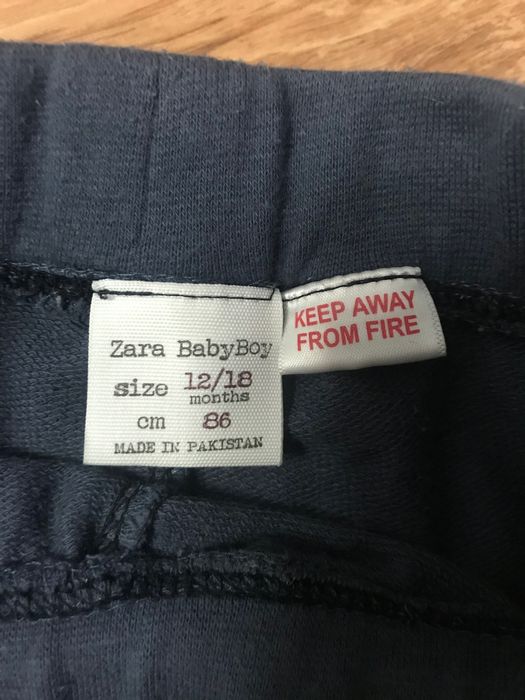 Zara BabyBoy
size 12/18
months
cm 86
MADE IN PAKISTAN
KEEP AWAY
FROM FIRE